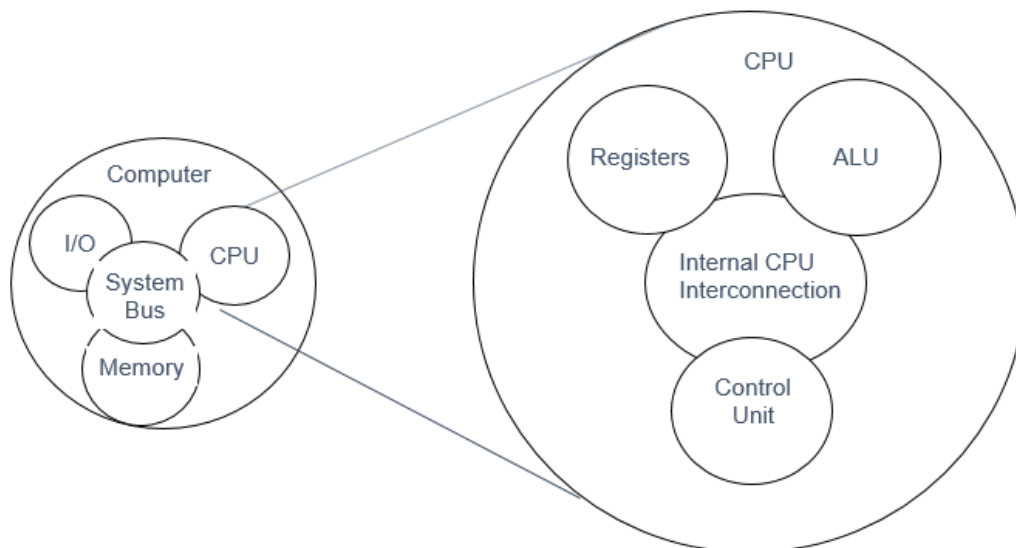 Computer
I/O
CPU
System
Bus
Memory
CPU
Registers
ALU
Internal CPU
Interconnection
Control
Unit